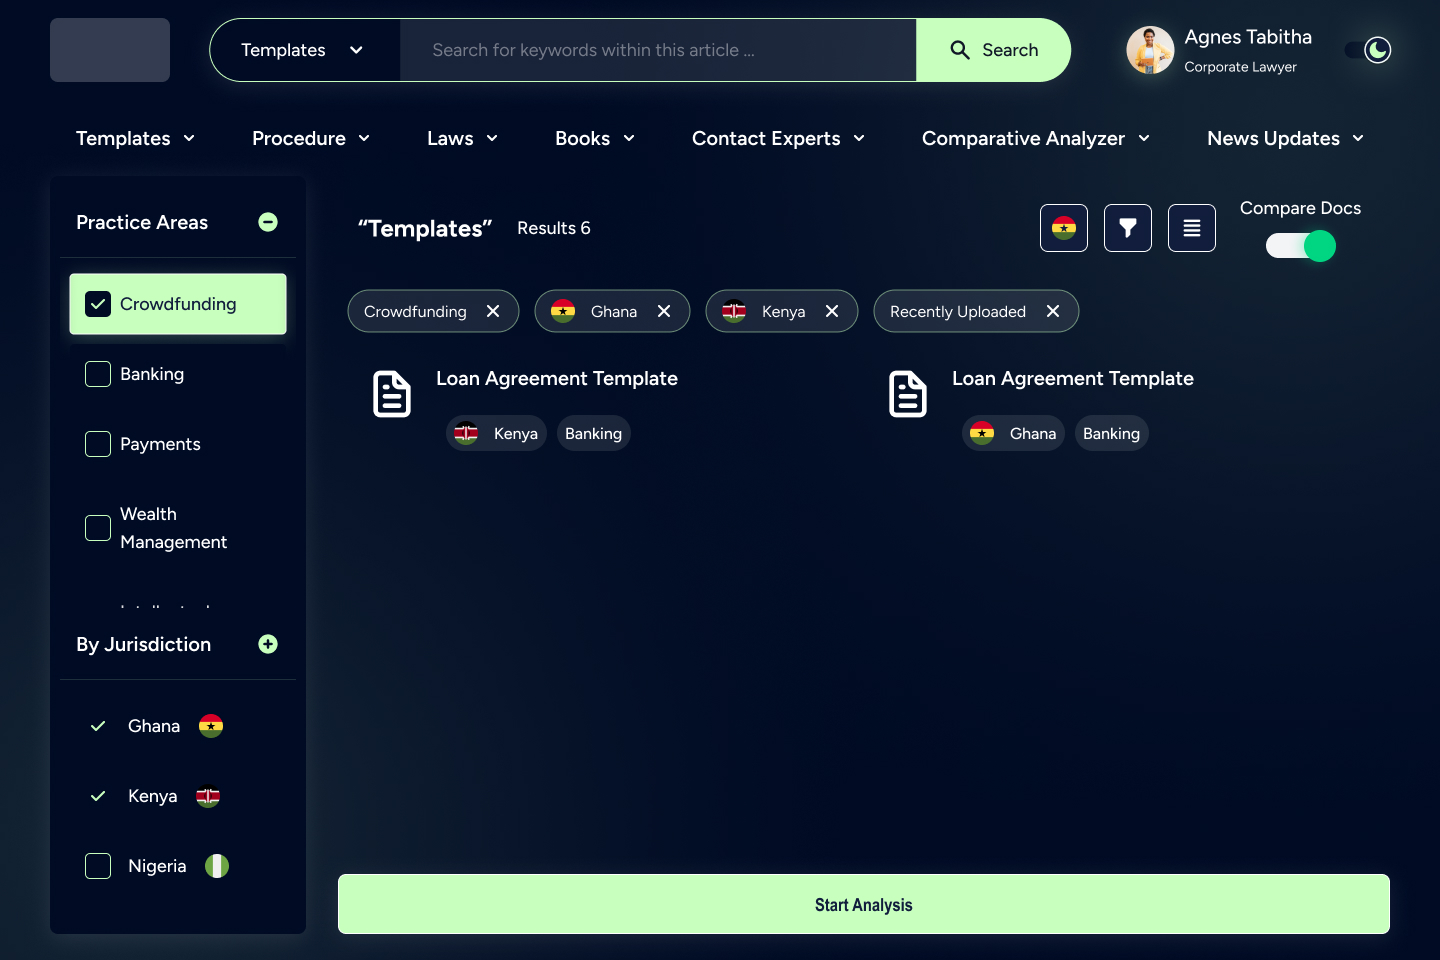 Templates
Search for keywords within this article ...
Search
Agnes Tabitha
Corporate Lawyer
Templates
Procedure
Laws
Books
Contact Experts
Comparative Analyzer
News Updates
Practice Areas
Crowdfunding
Banking
Payments
Wealth
Management
By Jurisdiction
Ghana
Kenya
Nigeria
“Templates”
Results 6
Compare Docs
Crowdfunding
Ghana
Kenya
Recently Uploaded
Loan Agreement Template
Kenya
Banking
Loan Agreement Template
Ghana
Banking
Start Analysis